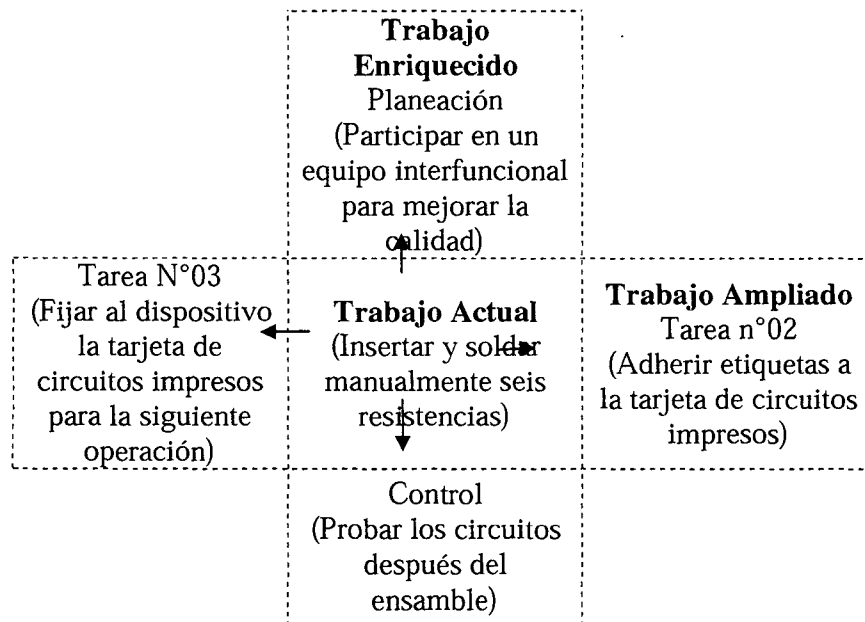 Trabajo
Enriquecido
Planeación
(Participar en un
equipo interfuncional
para mejorar la
calidad)
Tarea N°03
(Fijar al dispositivo
la tarjeta de
circuitos impresos
para la siguiente
operación)
Trabajo Actual
(Insertar y soldar
manualmente seis
resistencias)
Trabajo Ampliado
Tarea n°02
(Adherir etiquetas a
la tarjeta de circuitos
impresos)
Control
(Probar los circuitos
después del
ensamble)